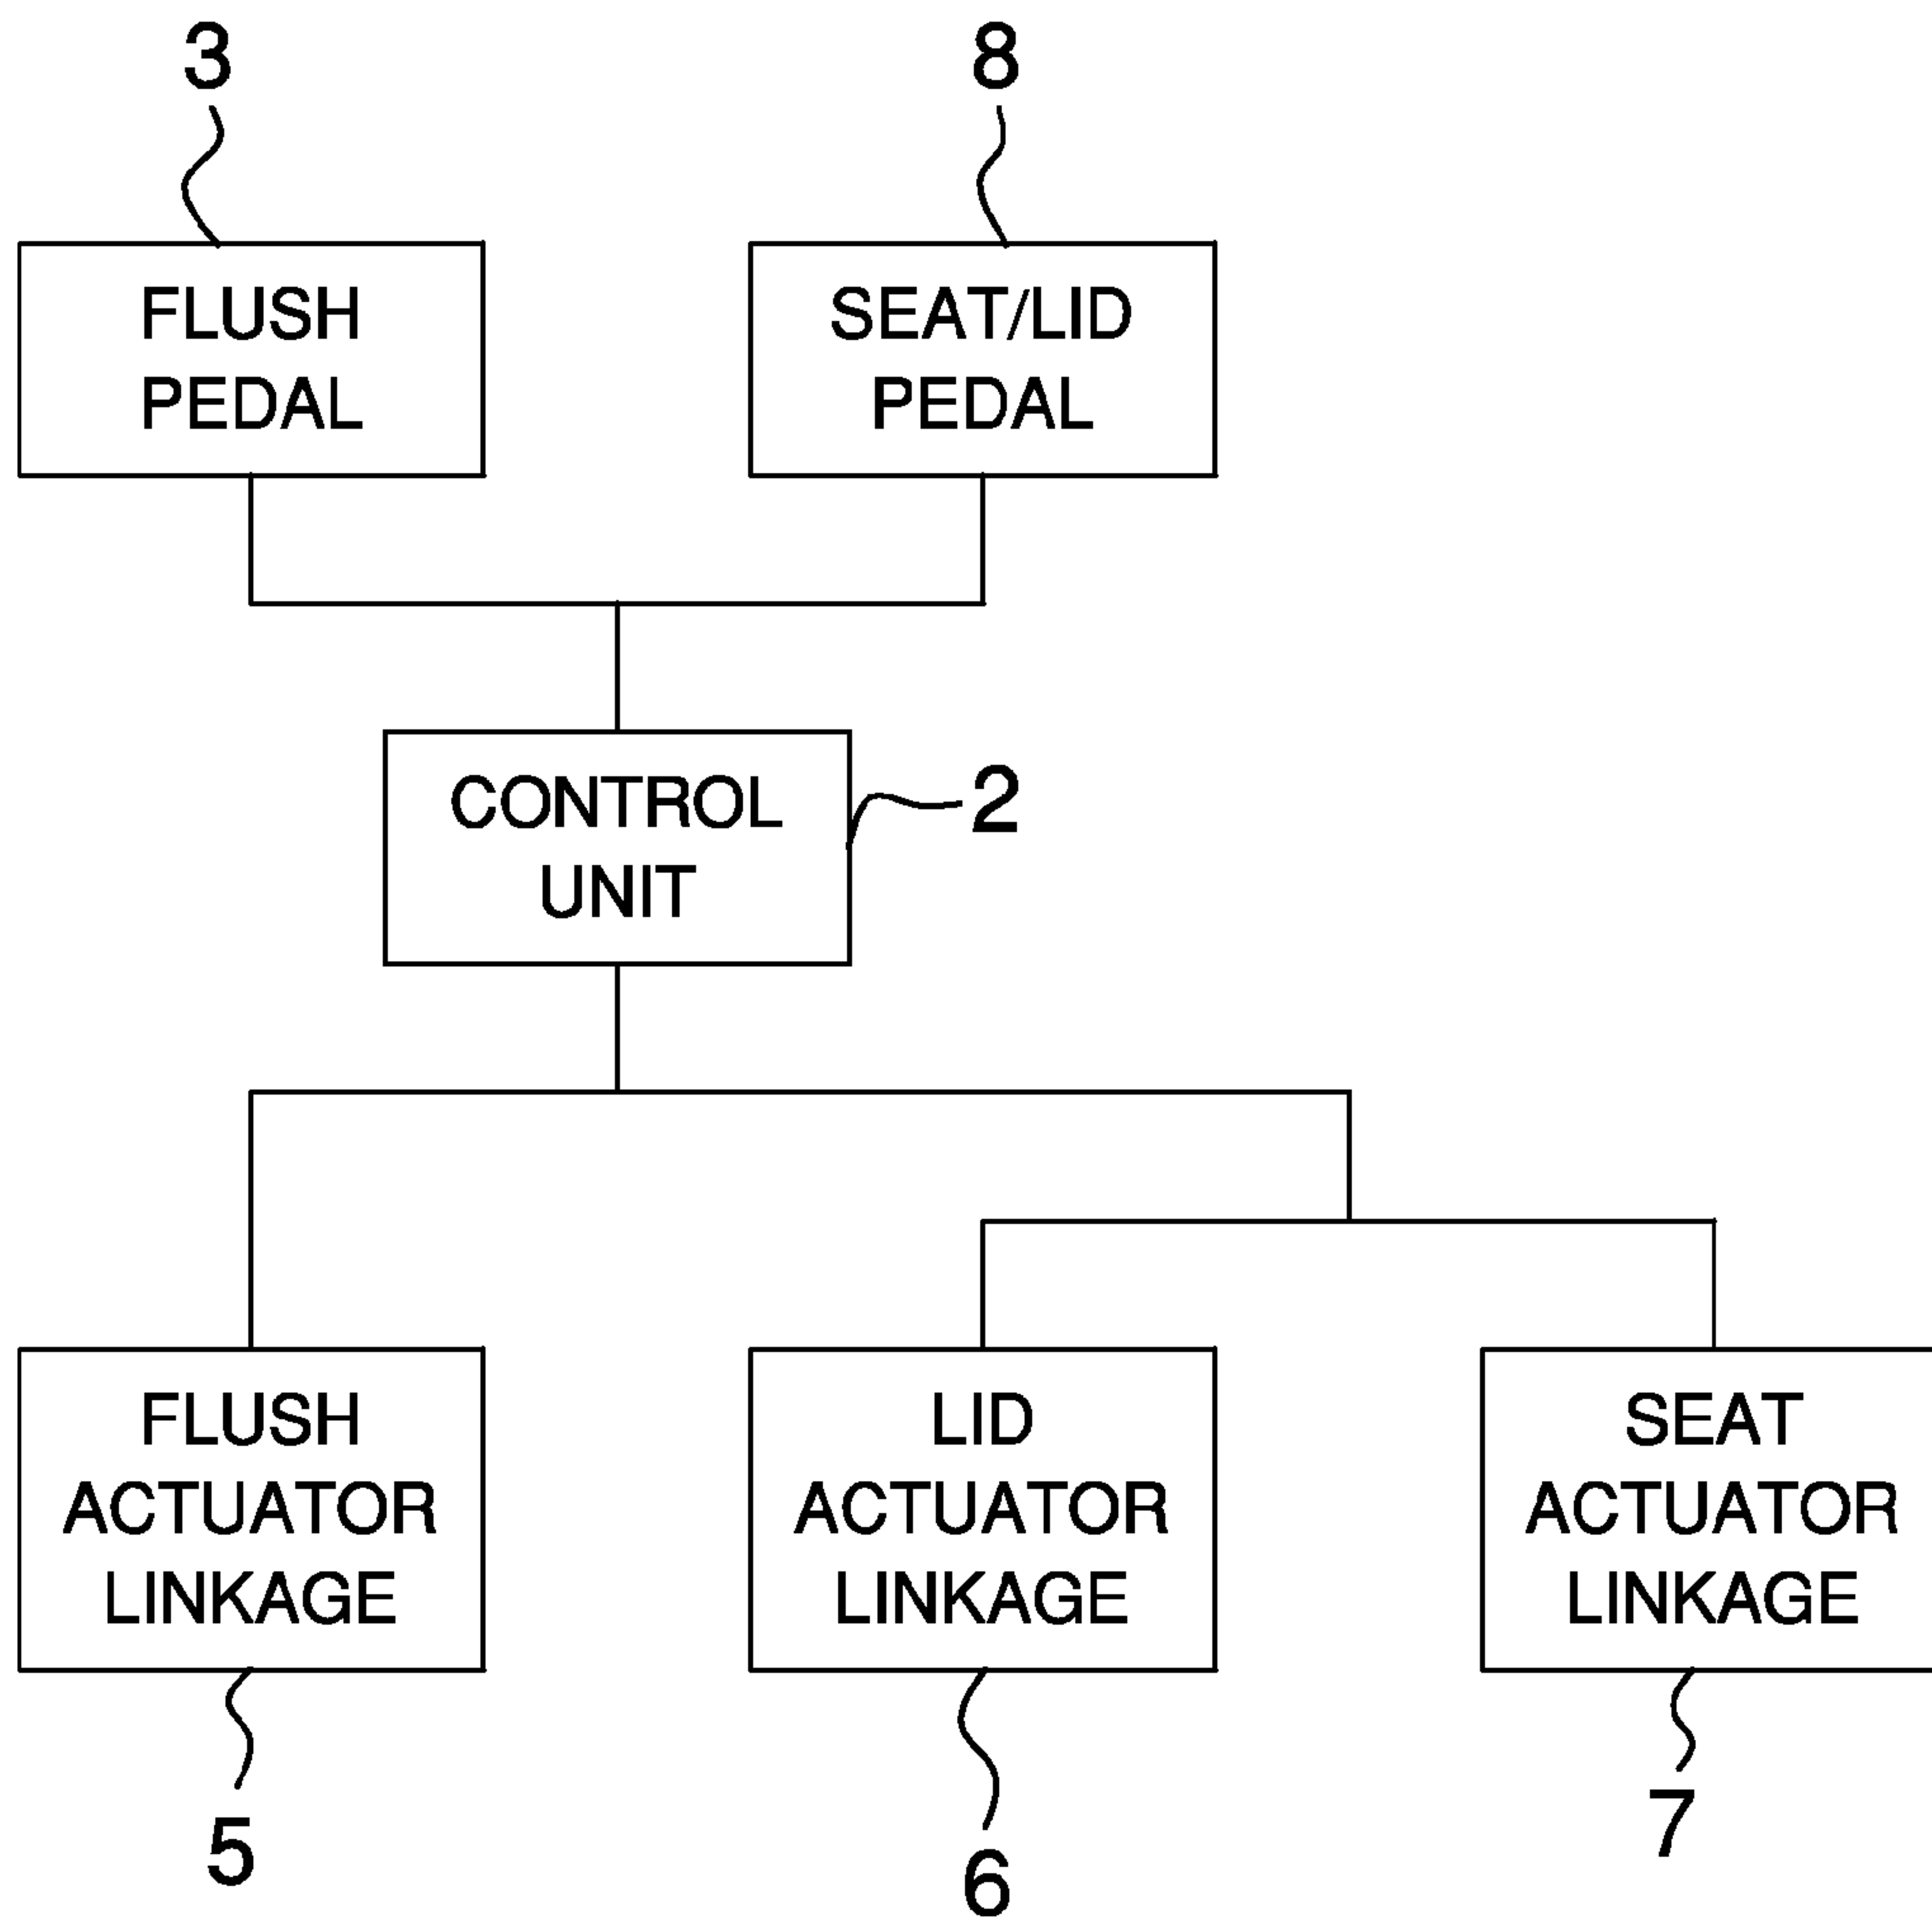 3
8
FLUSH
PEDAL
SEAT/LID
PEDAL
CONTROL
UNIT
2
FLUSH
ACTUATOR
LINKAGE
LID
ACTUATOR
LINKAGE
SEAT
ACTUATOR
LINKAGE
5
6
7